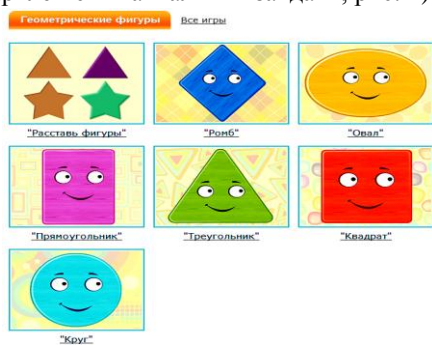 Геометрические фигуры Все игры
"Расставь фигуры" "Ромб" "Овал"
"Прямоугольник" "Треугольник" "Квадрат"
"Круг"